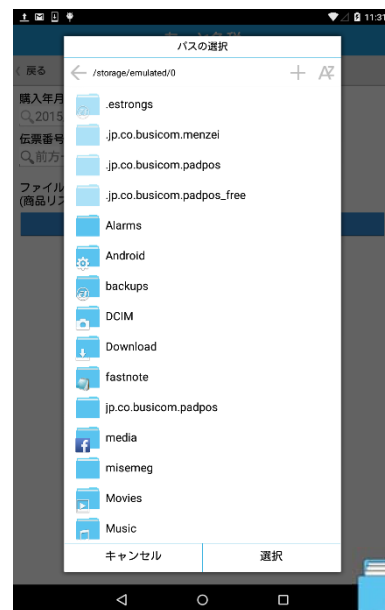 11:31
パスの選択
/storage/emulated/0
戻る
購入年月
2015
伝票番号
前方
ファイル
(商品リス
.estrongs
.jp.co.busicom.menzei
.jp.co.busicom.padpos
.jp.co.busicom.padpos_free
Alarms
Android
backups
DCIM
Download
fastnote
jp.co.busicom.padpos
media
misemeg
Movies
Music
キャンセル
選択